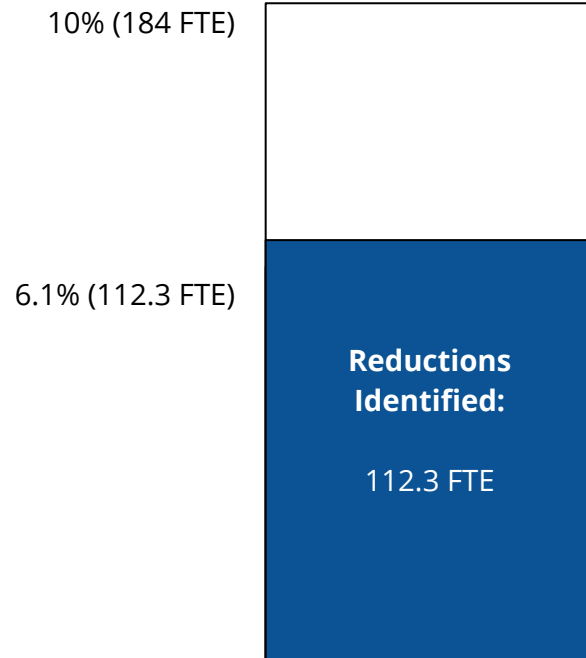 10% (184 FTE)
6.1% (112.3 FTE)
Reductions
Identified:
112.3 FTE